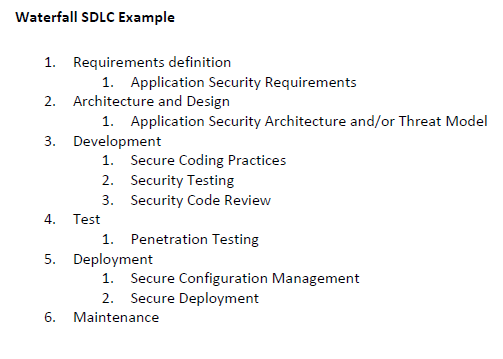 Waterfall SDLC Example
1. Requirements definition
1. Application Security Requirements
2. Architecture and Design
1. Application Security Architecture and/or Threat Model
3. Development
1. Secure Coding Practices
2. Security Testing
3. Security Code Review
4. Test
1. Penetration Testing
5. Deployment
1. Secure Configuration Management
2. Secure Deployment
6. Maintenance